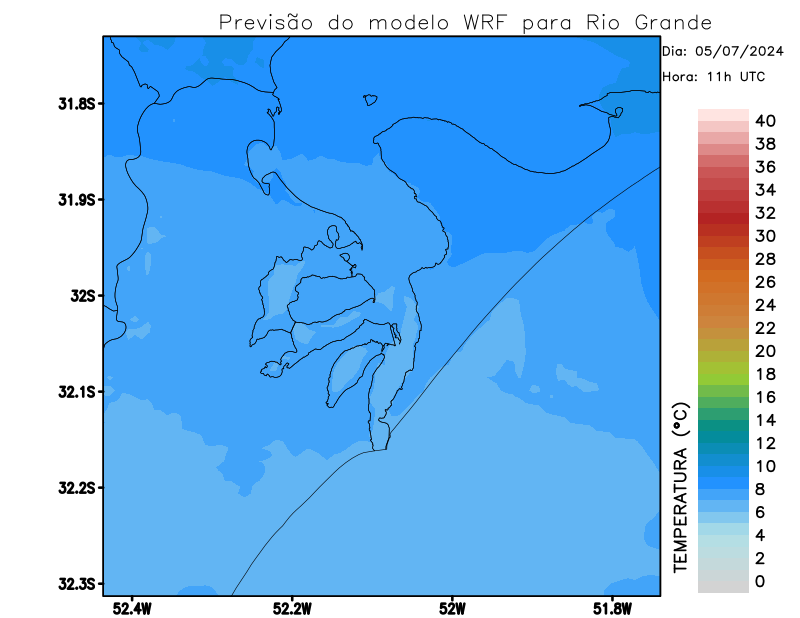 Previsão do modelo WRF para Rio Grande
Dia: 05/07/2024
Hora: 11h UTC
31.8S
31.9S
32S
32.1S
32.2S
32.3S
52.4W
52.2W
52W
51.8W
TEMPERATURA (°C)
40
38
36
34
32
30
28
26
24
22
20
18
16
14
12
10
8
6
4
2
0